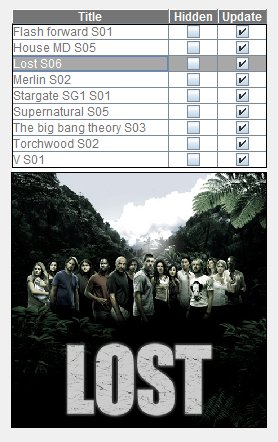 Title Hidden Update
Flash forward S01
House MD S05
Lost S06
Merlin S02
Stargate SG1 S01
Supernatural S05
The big bang theory S03
Torchwood S02
V S01
LOST